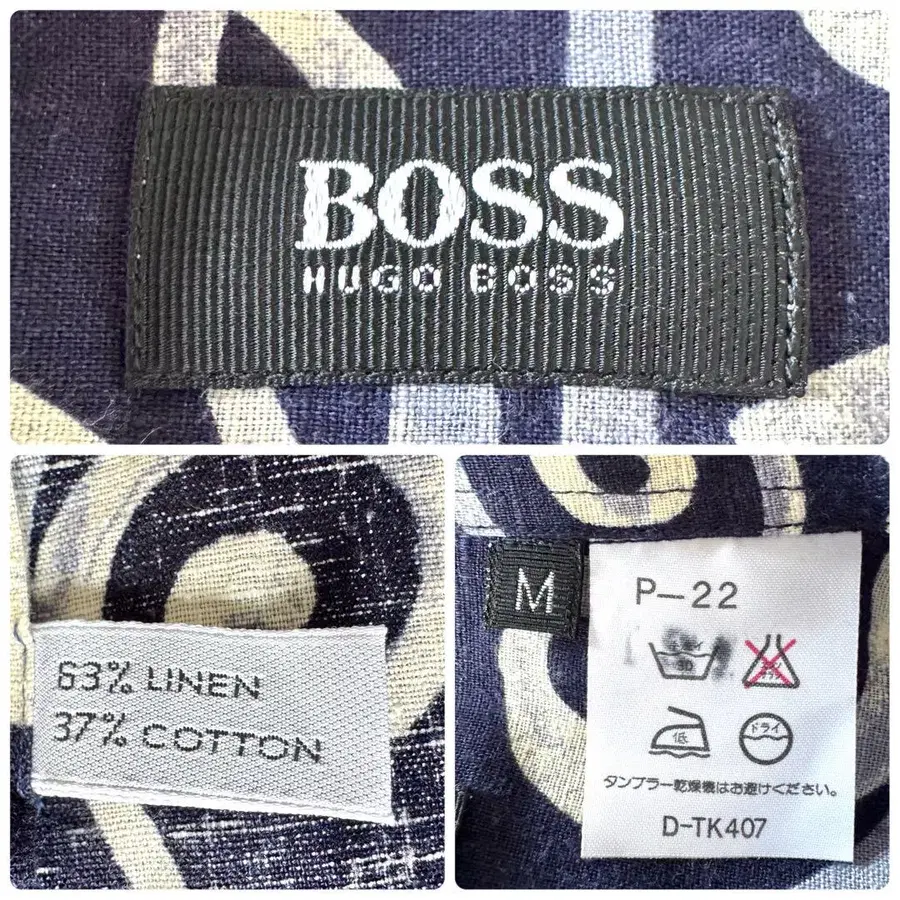 BOSS
HUGO BOSS
63% LINEN
37% COTTON
M
P-22
低
ドライ
タンブラー乾燥機はお避けください。
D-TK407